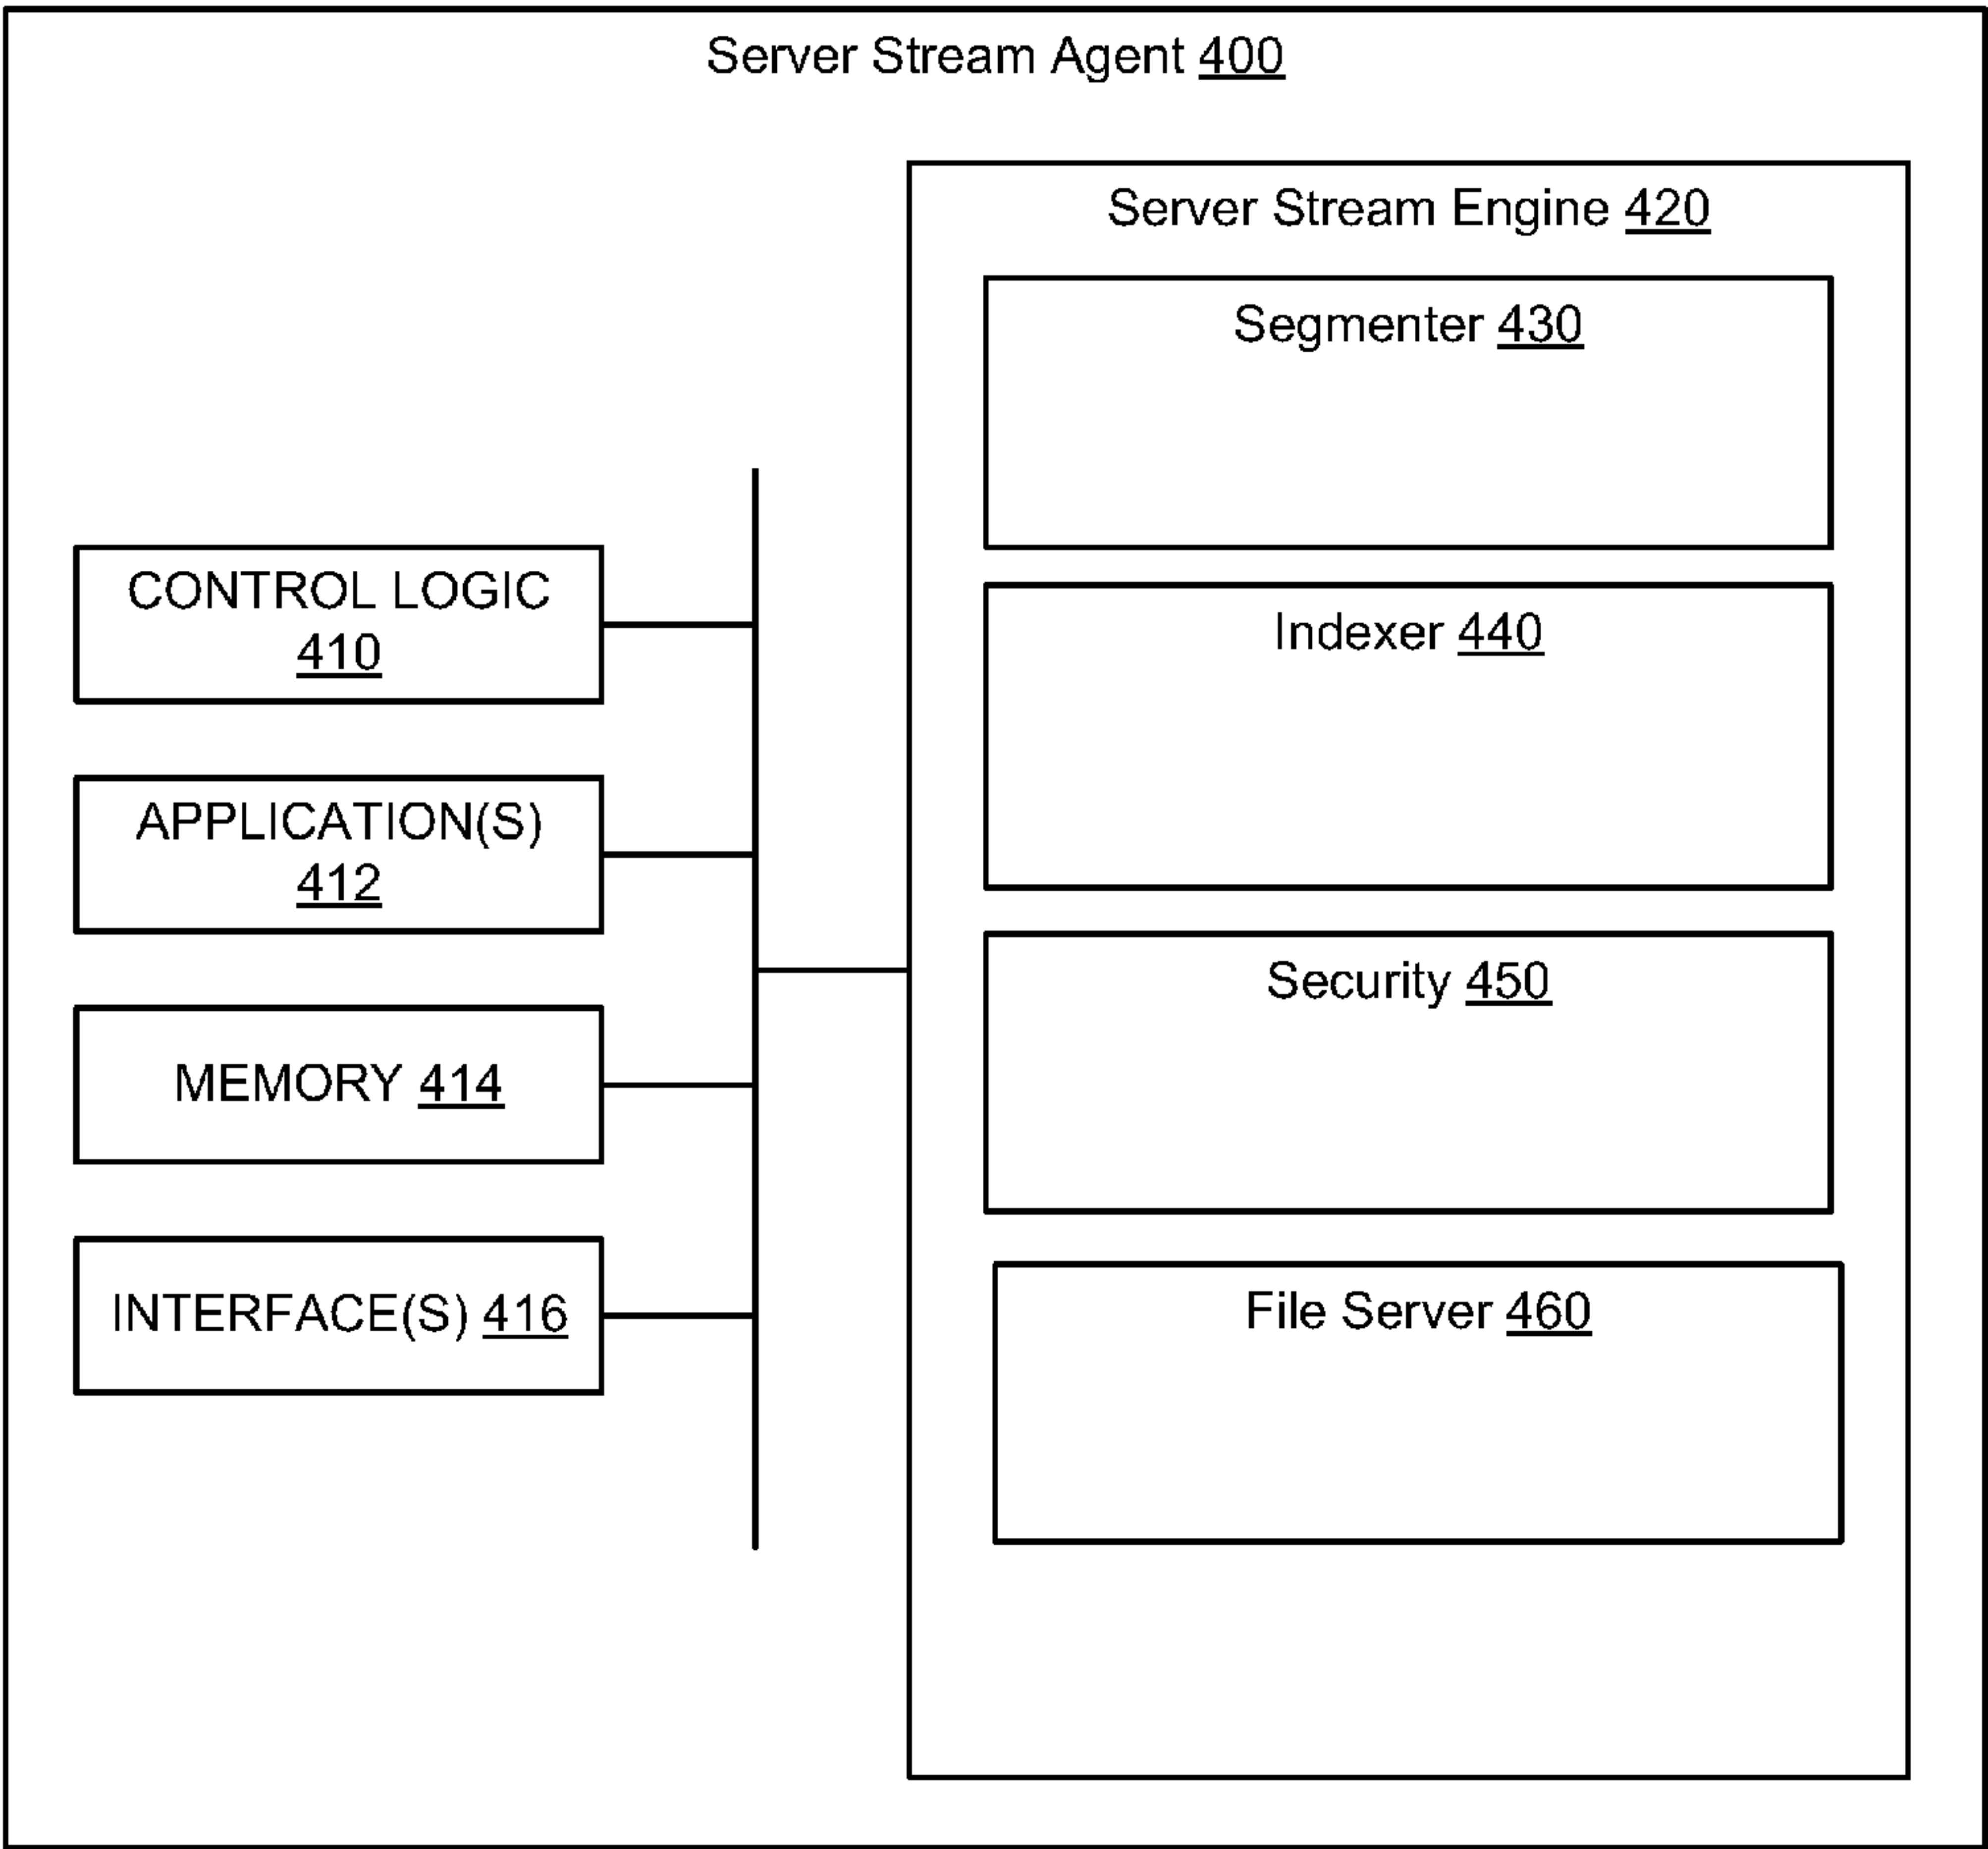 Server Stream Agent 400
Server Stream Engine 420
Segmenter 430
Indexer 440
Security 450
File Server 460
CONTROL LOGIC
410
APPLICATION(S)
412
MEMORY 414
INTERFACE(S) 416